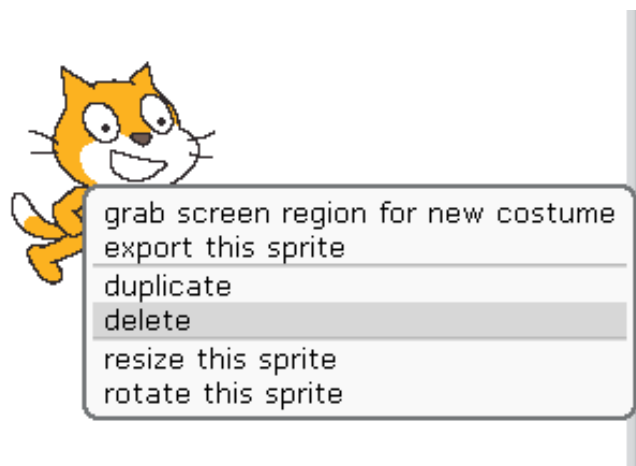 grab screen region for new costume
export this sprite
duplicate
delete
resize this sprite
rotate this sprite